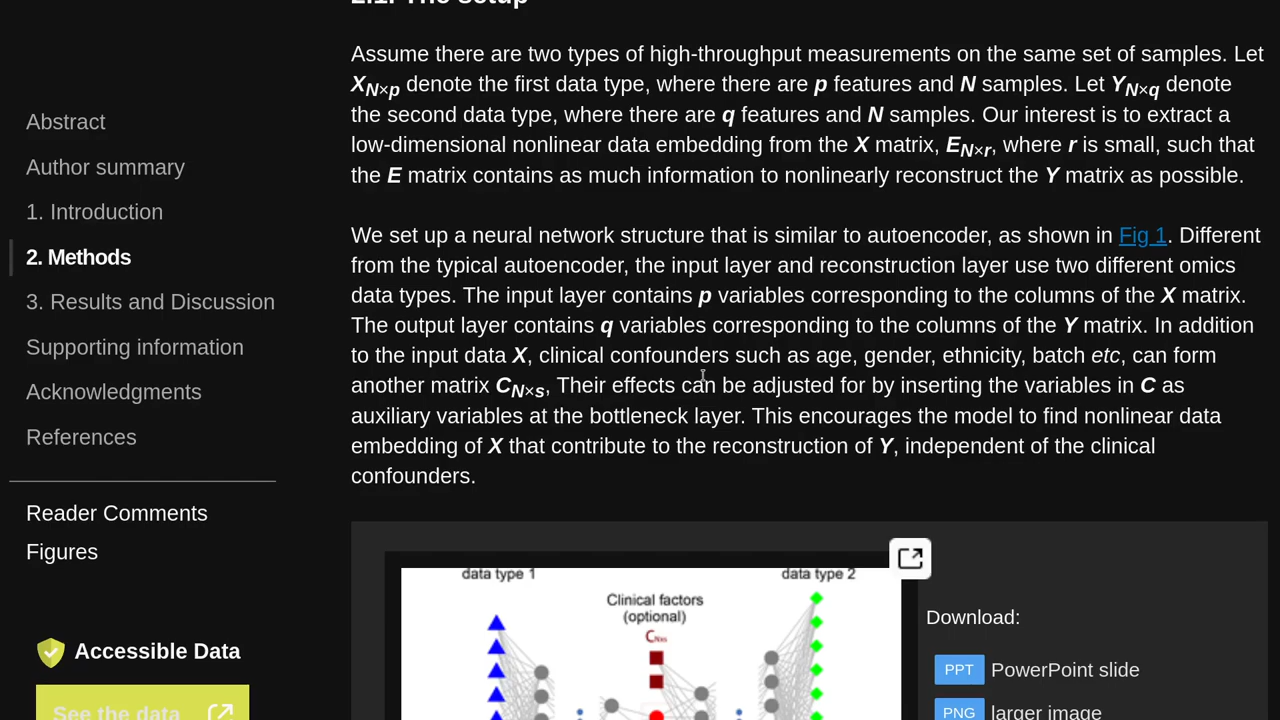 2.1. The setup
Assume there are two types of high-throughput measurements on the same set of samples. Let
X_N×p denote the first data type, where there are p features and N samples. Let Y_N×q denote
the second data type, where there are q features and N samples. Our interest is to extract a
low-dimensional nonlinear data embedding from the X matrix, E_N×r, where r is small, such that
the E matrix contains as much information to nonlinearly reconstruct the Y matrix as possible.
We set up a neural network structure that is similar to autoencoder, as shown in Fig 1. Different
from the typical autoencoder, the input layer and reconstruction layer use two different omics
data types. The input layer contains p variables corresponding to the columns of the X matrix.
The output layer contains q variables corresponding to the columns of the Y matrix. In addition
to the input data X, clinical confounders such as age, gender, ethnicity, batch etc, can form
another matrix C_N×s, Their effects can be adjusted for by inserting the variables in C as
auxiliary variables at the bottleneck layer. This encourages the model to find nonlinear data
embedding of X that contribute to the reconstruction of Y, independent of the clinical
confounders.
Abstract
Author summary
1. Introduction
2. Methods
3. Results and Discussion
Supporting information
Acknowledgments
References
Reader Comments
Figures
Accessible Data
See the data
data type 1
data type 2
Clinical factors
(optional)
C_Nxs
Download:
PPT PowerPoint slide
PNG larger image